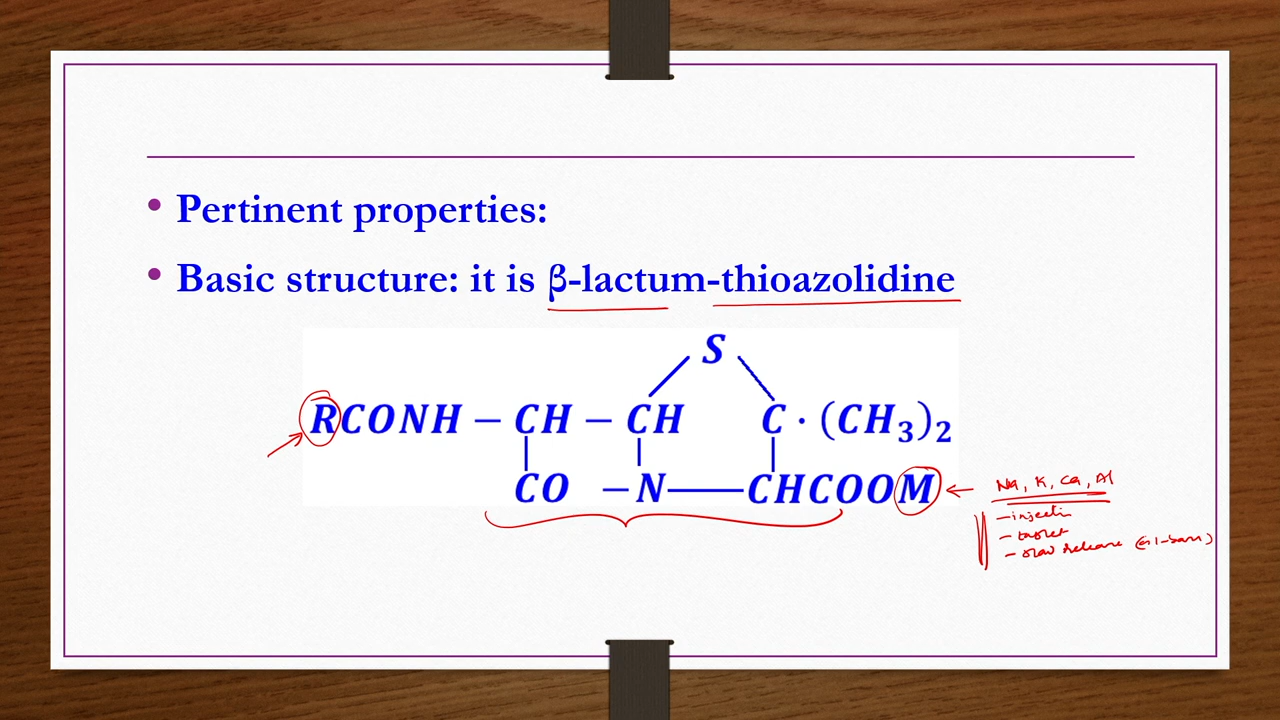 Pertinent properties:
Basic structure: it is β-lactum-thioazolidine
S
RCONH – CH – CH C · (CH₃)₂
CO – N — CHCOOM
Na, K, Ca, Al
- injection
- tablet
- slow release